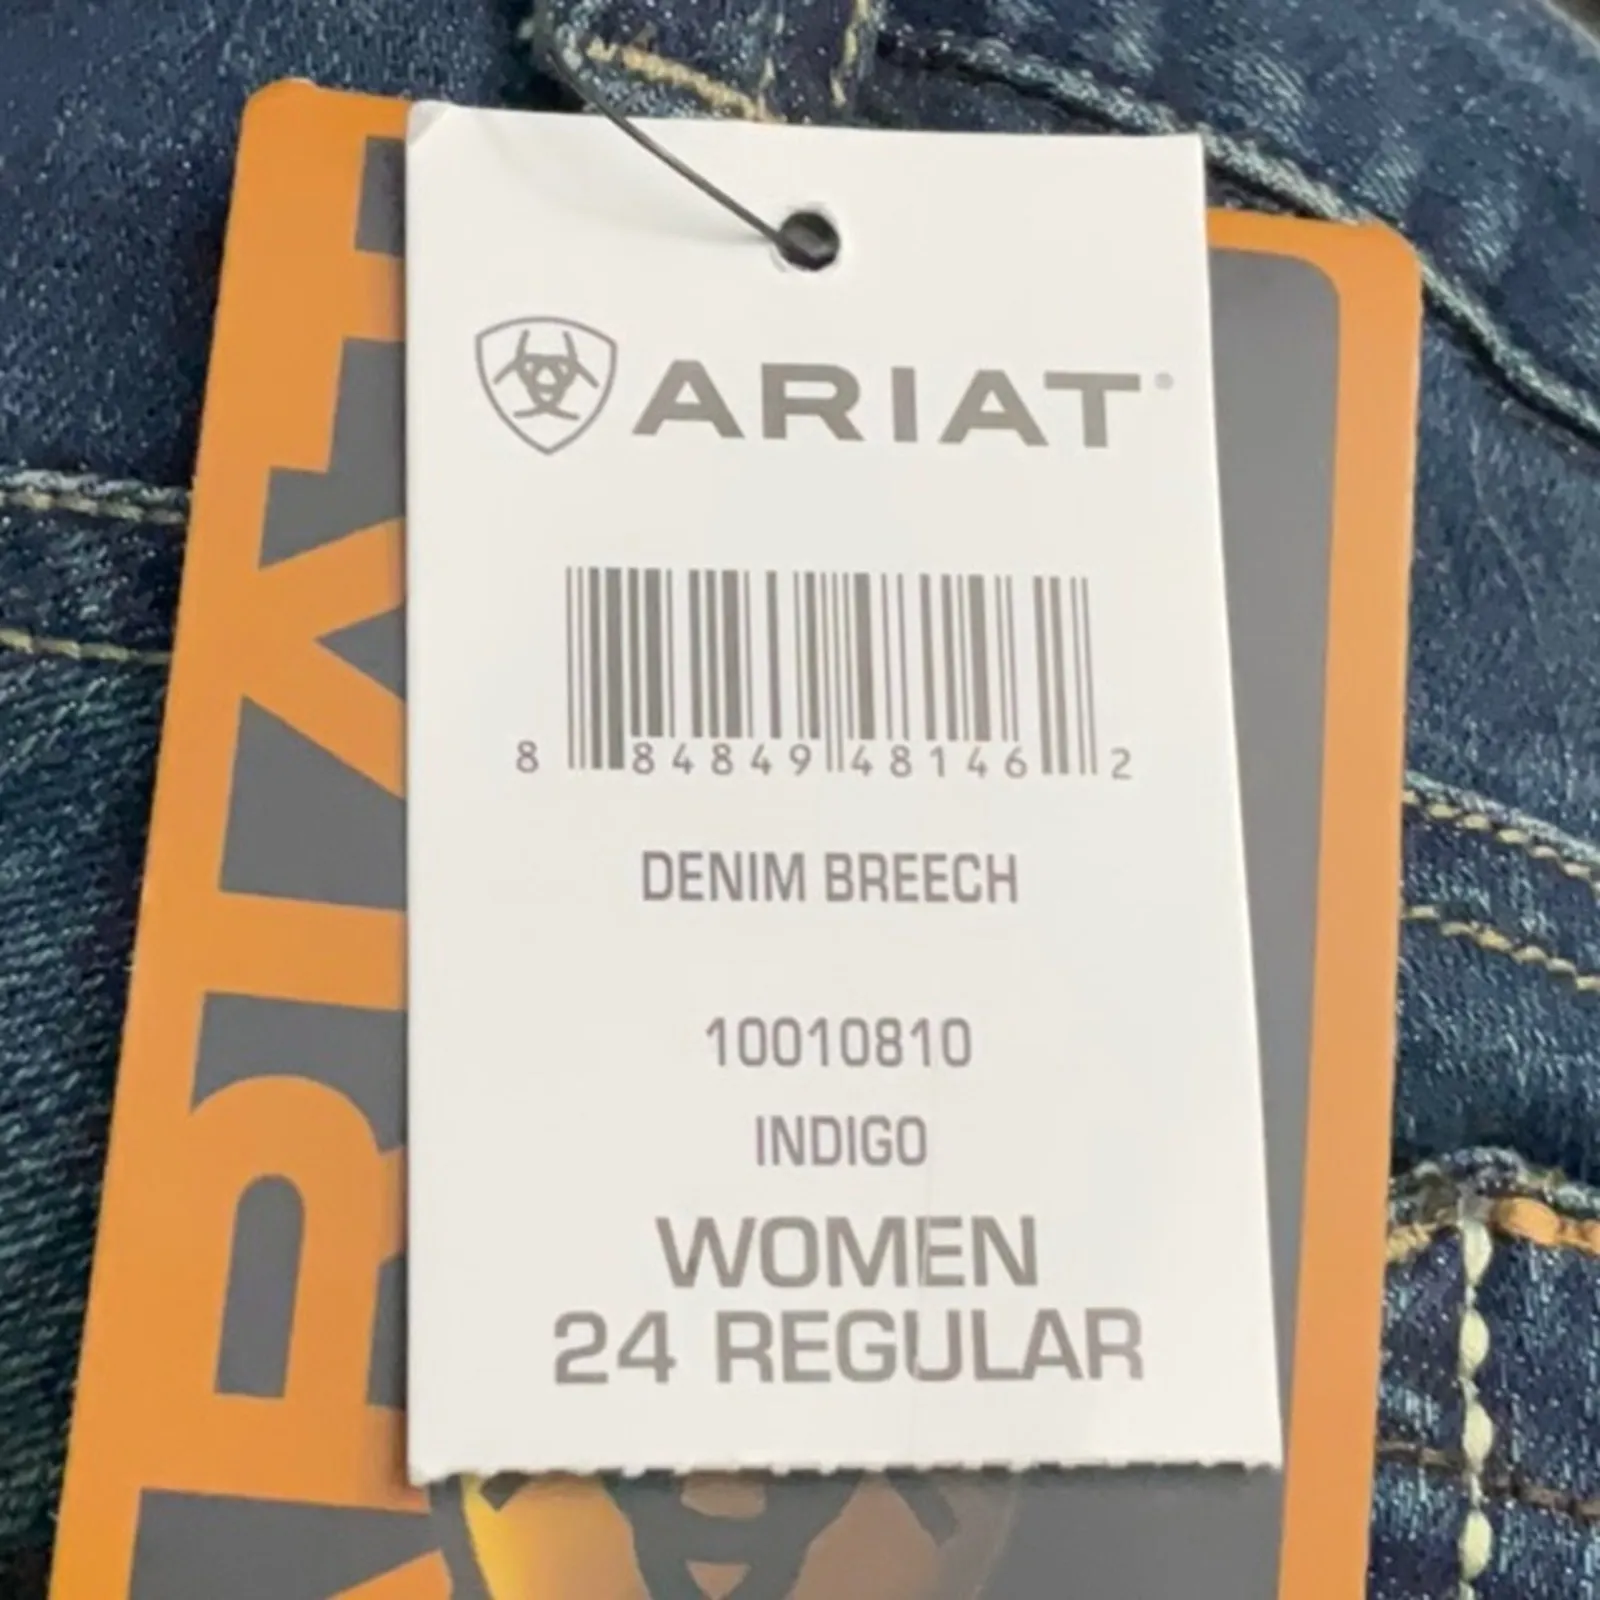 ARIAT®
8 84849 48146 2
DENIM BREECH
10010810
INDIGO
WOMEN
24 REGULAR